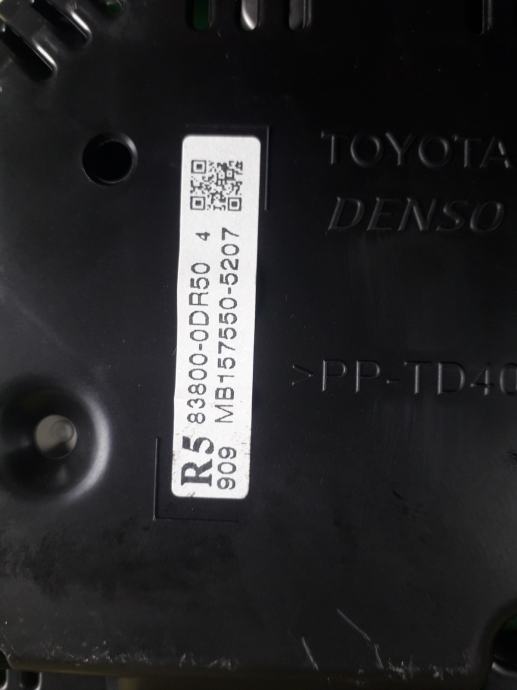 TOYOTA
DENSO
>PP-TD40
R5 83800-0DR50 4
909 MB157550-5207